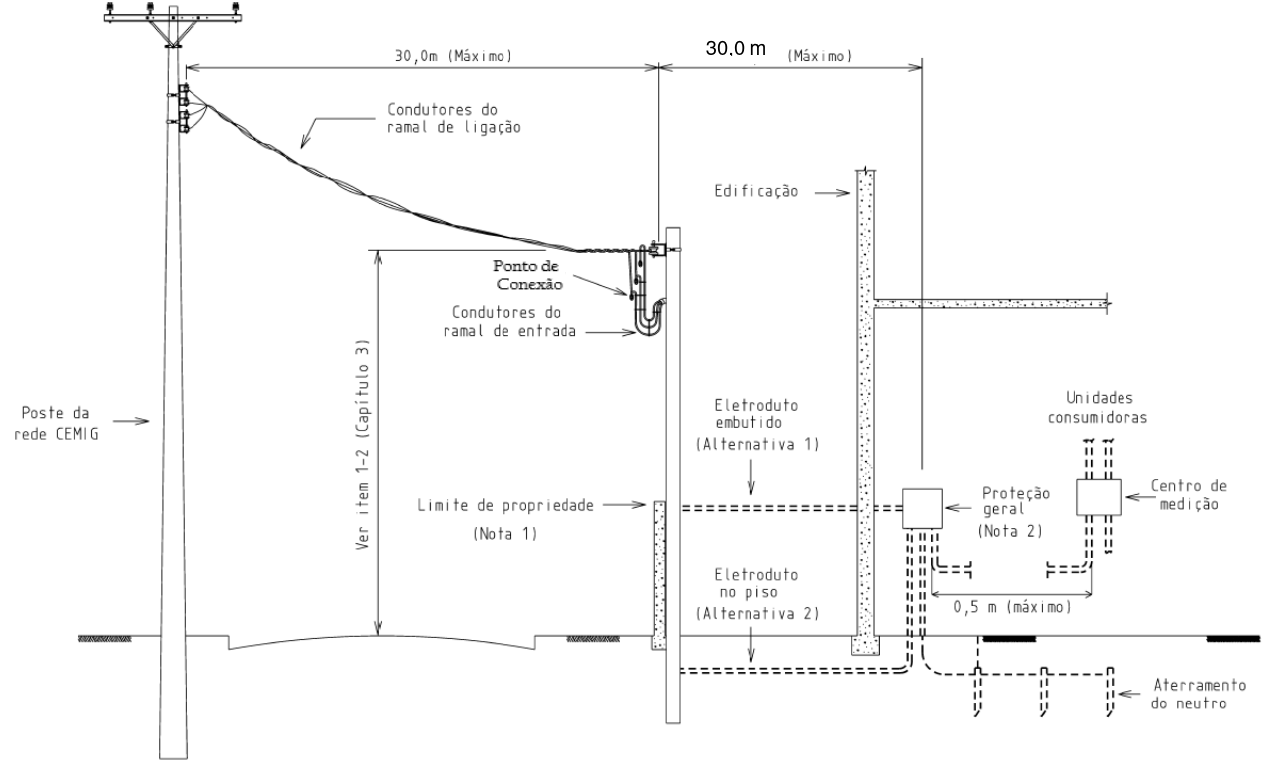 30,0m (Máximo)
30.0 m (Máximo)
Condutores do
ramal de ligação
Edificação
Ponto de
Conexão
Condutores do
ramal de entrada
Ver item 1-2 (Capítulo 3)
Poste da
rede CEMIG
Eletroduto
embutido
(Alternativa 1)
Unidades
consumidoras
Limite de propriedade
(Nota 1)
Proteção
geral
(Nota 2)
Centro de
medição
Eletroduto
no piso
(Alternativa 2)
0,5 m (máximo)
Aterramento
do neutro